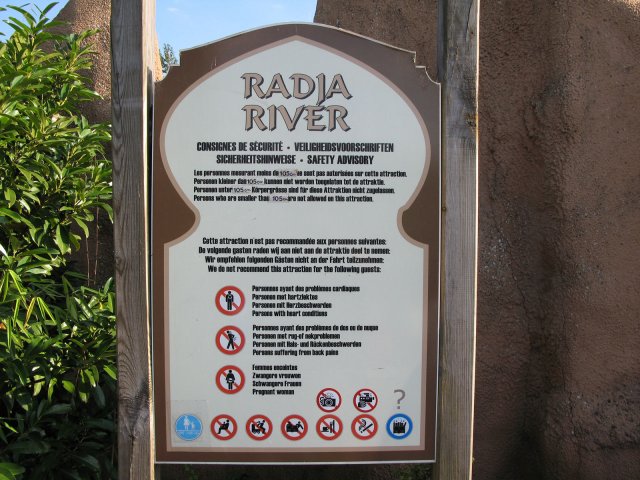 RADJA
RIVER
CONSIGNES DE SÉCURITÉ • VEILIGHEIDSVOORSCHRIFTEN
SICHERHEITSHINWEISE • SAFETY ADVISORY
Les personnes mesurant moins de 105cm ne sont pas autorisées sur cette attraction.
Personen kleiner dan 105cm kunnen niet worden toegelaten tot de attraktie.
Personen unter 105cm Körpergrösse sind für diese Attraktion nicht zugelassen.
Persons who are smaller than 105cm are not allowed on this attraction.
Cette attraction n'est pas recommandée aux personnes suivantes:
De volgende gasten raden wij aan niet aan de attraktie deel te nemen:
Wir empfehlen folgenden Gästen nicht an der Fahrt teilzunehmen:
We do not recommend this attraction for the following guests:
Personnes ayant des problèmes cardiaques
Personen met hartziekten
Personen mit Herzbeschwerden
Persons with heart conditions
Personnes ayant des problèmes de dos ou de nuque
Personen met rug-of nekproblemen
Personen mit Hals- und Rückenbeschwerden
Persons suffering from back pains
Femmes enceintes
Zwangere vrouwen
Schwangere Frauen
Pregnant woman
?